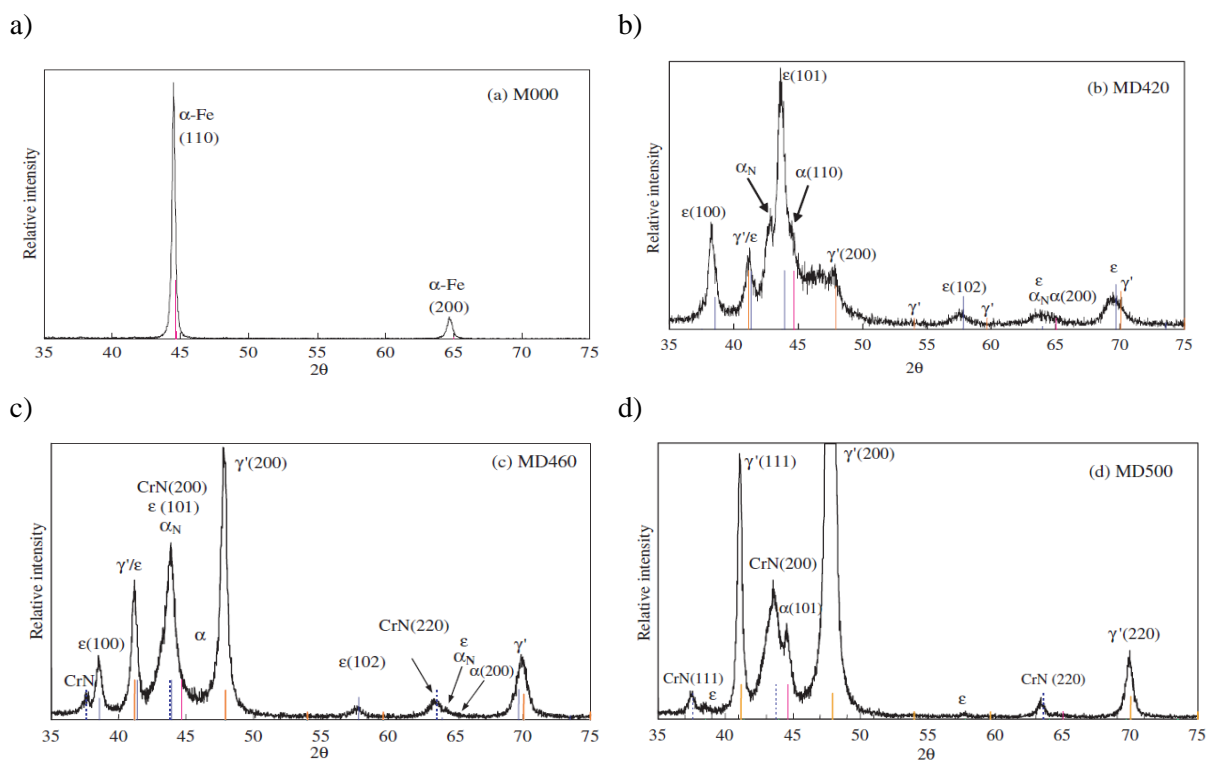 a)
(a) M000
α-Fe
(110)
α-Fe
(200)
Relative intensity
35 40 45 50 55 60 65 70 75
2θ
b)
(b) MD420
ε(101)
αN
α(110)
ε(100)
γ'/ε
γ'(200)
ε(102)
ε
αNα(200)
ε
γ'
γ'
γ'
Relative intensity
35 41 45 50 55 60 65 70 75
2θ
c)
(c) MD460
γ'(200)
CrN(200)
ε (101)
αN
γ'/ε
ε(100)
CrN
α
CrN(220)
ε(102)
ε
αN
α(200)
γ'
Relative intensity
35 40 45 50 55 60 65 70 75
2θ
d)
(d) MD500
γ'(111)
γ'(200)
CrN(200)
α(101)
CrN(111)
ε
ε
CrN (220)
γ'(220)
Relative intensity
35 40 45 50 55 60 65 70 75
2θ